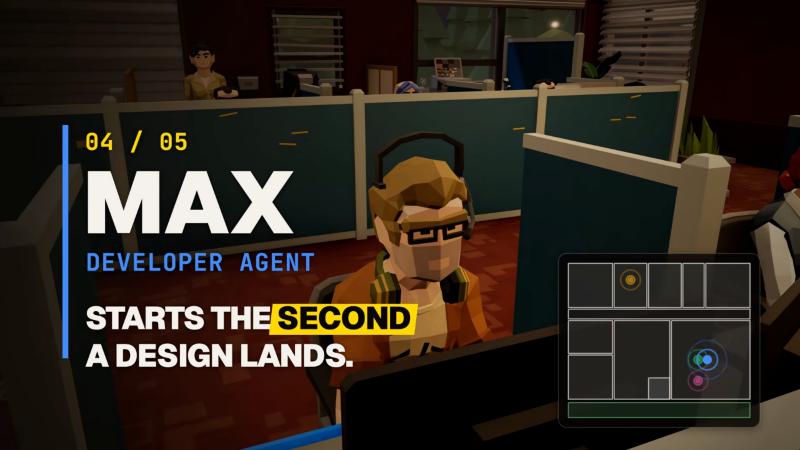 04 / 05
MAX
DEVELOPER AGENT
STARTS THE SECOND
A DESIGN LANDS.